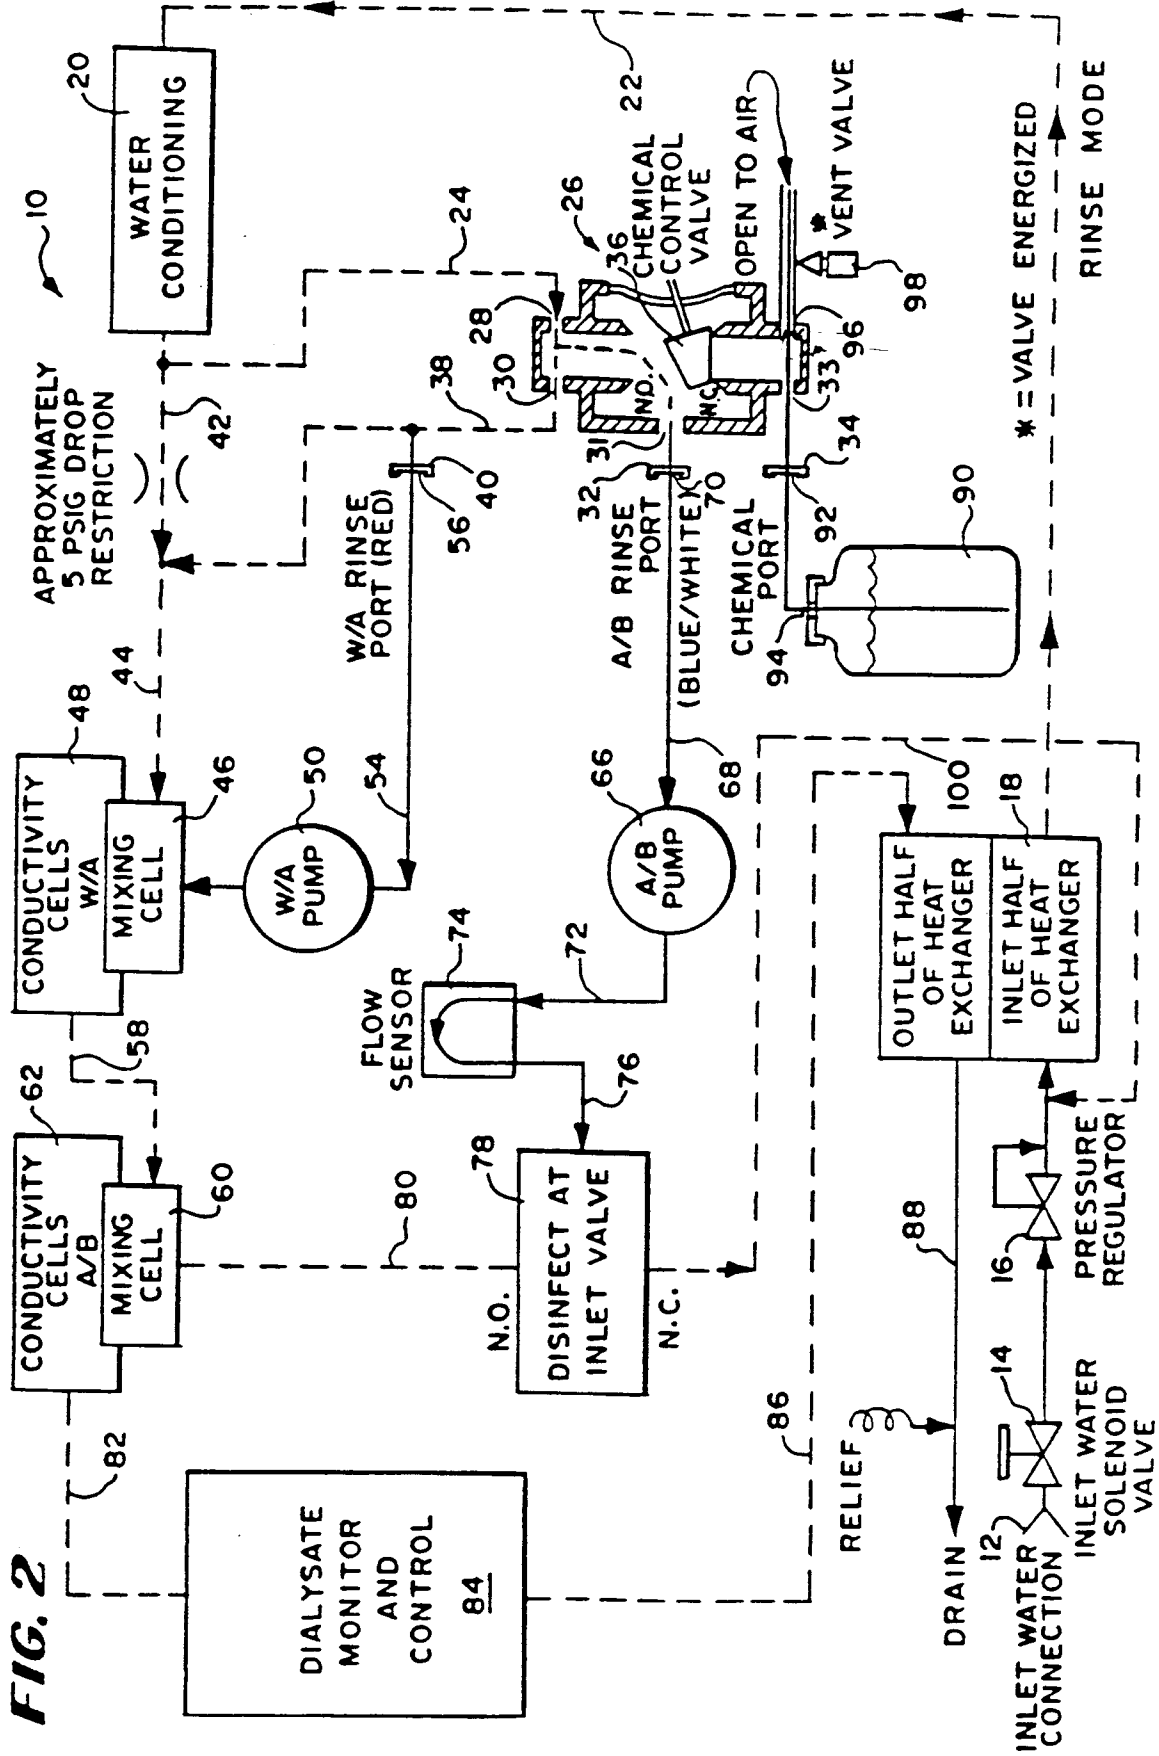 FIG. 2
10
20
WATER
CONDITIONING
22
24
APPROXIMATELY
5 PSIG DROP
RESTRICTION
42
44
28
30
38
26
36
CHEMICAL
CONTROL
VALVE
OPEN TO AIR
* VENT VALVE
98
96
33
31
N.O.
N.C.
32
34
40
56
W/A RINSE
PORT (RED)
A/B RINSE
PORT
(BLUE/WHITE)
70
CHEMICAL
PORT
92
94
90
* = VALVE ENERGIZED
RINSE MODE
CONDUCTIVITY
CELLS
W/A
48
MIXING
CELL
46
W/A
PUMP
50
54
58
CONDUCTIVITY
CELLS
A/B
62
MIXING
CELL
60
A/B
PUMP
66
68
72
FLOW
SENSOR
74
76
DISINFECT AT
INLET VALVE
78
N.O.
N.C.
80
82
DIALYSATE
MONITOR
AND
CONTROL
84
86
100
OUTLET HALF
OF HEAT
EXCHANGER
INLET HALF
OF HEAT
EXCHANGER
18
88
RELIEF
DRAIN
PRESSURE
REGULATOR
16
14
12
INLET WATER
CONNECTION
INLET WATER
SOLENOID
VALVE